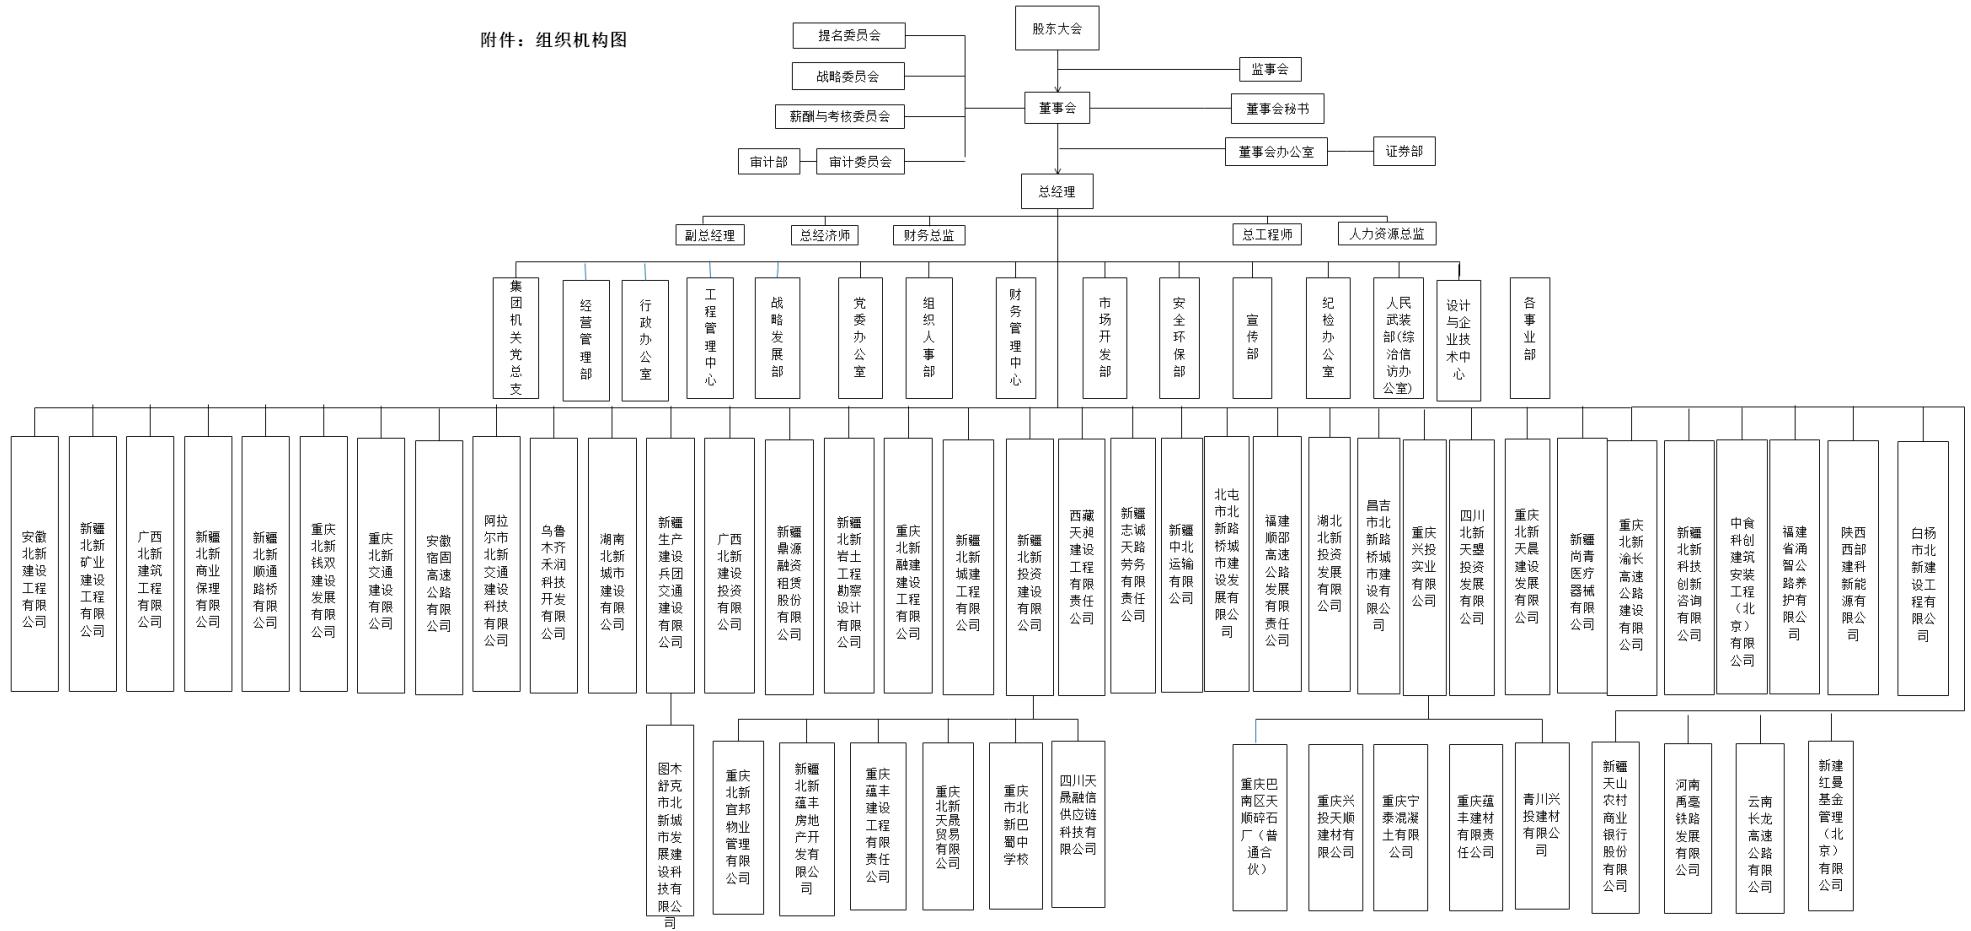 附件：组织机构图
股东大会
提名委员会
战略委员会
薪酬与考核委员会
审计部
审计委员会
监事会
董事会
董事会秘书
董事会办公室
证券部
总经理
副总经理
总经济师
财务总监
总工程师
人力资源总监
集
团
机
关
党
总
支
经
营
管
理
部
行
政
办
公
室
工
程
管
理
中
心
战
略
发
展
部
党
委
办
公
室
组
织
人
事
部
财
务
管
理
中
心
市
场
开
发
部
安
全
环
保
部
宣
传
部
纪
检
办
公
室
人民
武装
部(综
治信
访办
公室)
设计
与企
业技
术中
心
各
事
业
部
安徽
北新
建设
工程
有限
公司
新疆
北新
矿业
建设
工程
有限
公司
广西
北新
建筑
工程
有限
公司
新疆
北新
商业
保理
有限
公司
新疆
北新
顺通
路桥
有限
公司
重庆
北新
钱双
建设
发展
有限
公司
重庆
北新
交通
建设
有限
公司
安徽
宿固
高速
公路
有限
公司
阿拉
尔市
北新
交通
建设
科技
有限
公司
乌鲁
木齐
禾润
科技
开发
有限
公司
湖南
北新
城市
建设
有限
公司
新疆
生产
建设
兵团
交通
建设
有限
公司
广西
北新
建设
投资
有限
公司
新疆
鼎源
融资
租赁
股份
有限
公司
新疆
北新
岩土
工程
勘察
设计
有限
公司
重庆
北新
融建
建设
工程
有限
公司
新疆
北新
城建
工程
有限
公司
新疆
北新
投资
建设
有限
公司
西藏
天昶
建设
工程
有限
责任
公司
新疆
志诚
天路
劳务
有限
责任
公司
新疆
中北
运输
有限
公司
北屯
市北
新路
桥城
市建
设发
展有
限公
司
福建
顺邵
高速
公路
发展
有限
责任
公司
湖北
北新
投资
发展
有限
公司
昌吉
市北
新路
桥城
市建
设有
限公
司
重庆
兴投
实业
有限
公司
四川
北新
天曌
投资
发展
有限
公司
重庆
北新
天晨
建设
发展
有限
公司
新疆
尚青
医疗
器械
有限
公司
重庆
北新
渝长
高速
公路
建设
有限
公司
新疆
北新
科技
创新
咨询
有限
公司
中食
科创
建筑
安装
工程
（北
京）
有限
公司
福建
省涌
智公
路养
护有
限公
司
陕西
西部
建科
新能
源有
限公
司
白杨
市北
新建
设工
程有
限公
司
图木
舒克
市北
新城
市发
展建
设科
技有
限公
司
重庆
北新
宜邦
物业
管理
有限
公司
新疆
北新
蕴丰
房地
产开
发有
限公
司
重庆
蕴丰
建设
工程
有限
责任
公司
重庆
北新
天晟
贸易
有限
公司
重庆
市北
新巴
蜀中
学校
四川天
晟融信
供应链
科技有
限公司
重庆巴
南区天
顺碎石
厂（普
通合
伙）
重庆兴
投天顺
建材有
限公司
重庆宁
泰混凝
土有限
公司
重庆蕴
丰建材
有限责
任公司
青川兴
投建材
有限公
司
新疆
天山
农村
商业
银行
股份
有限
公司
河南
禹亳
铁路
发展
有限
公司
云南
长龙
高速
公路
有限
公司
新建
红曼
基金
管理
（北
京）
有限
公司